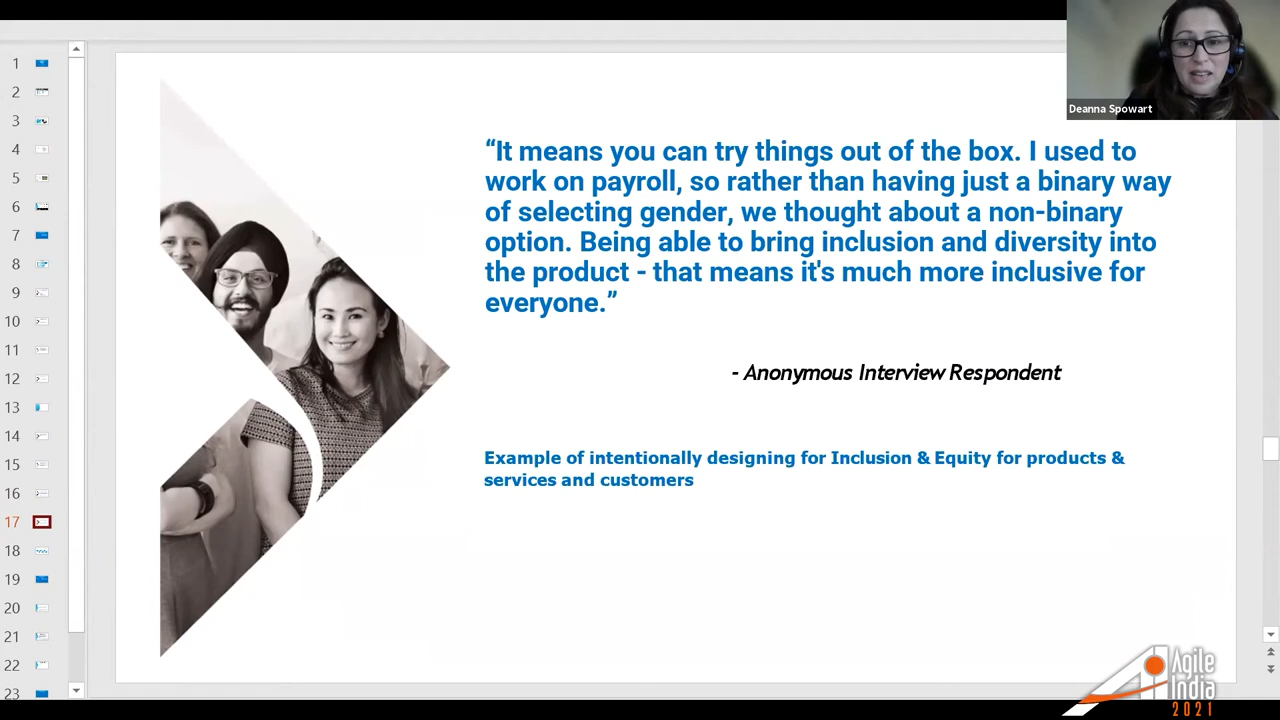 Deanna Spowart
1
2
3
4
5
6
7
8
9
10
11
12
13
14
15
16
17
18
19
20
21
22
23
“It means you can try things out of the box. I used to
work on payroll, so rather than having just a binary way
of selecting gender, we thought about a non-binary
option. Being able to bring inclusion and diversity into
the product - that means it's much more inclusive for
everyone.”
- Anonymous Interview Respondent
Example of intentionally designing for Inclusion & Equity for products &
services and customers
Agile
India
2021